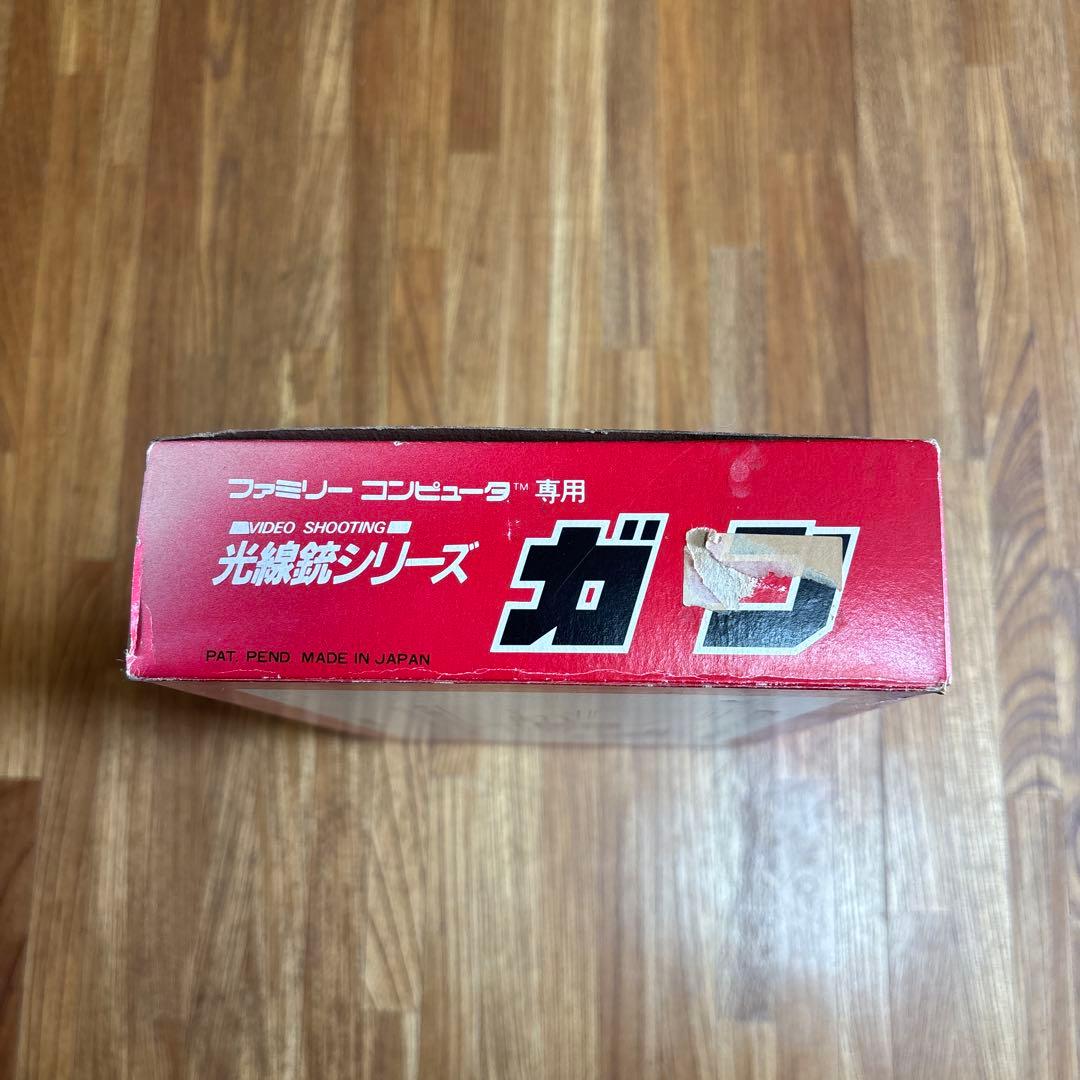 ファミリー コンピュータ™ 専用
VIDEO SHOOTING
光線銃シリーズ
ガン
PAT. PEND. MADE IN JAPAN